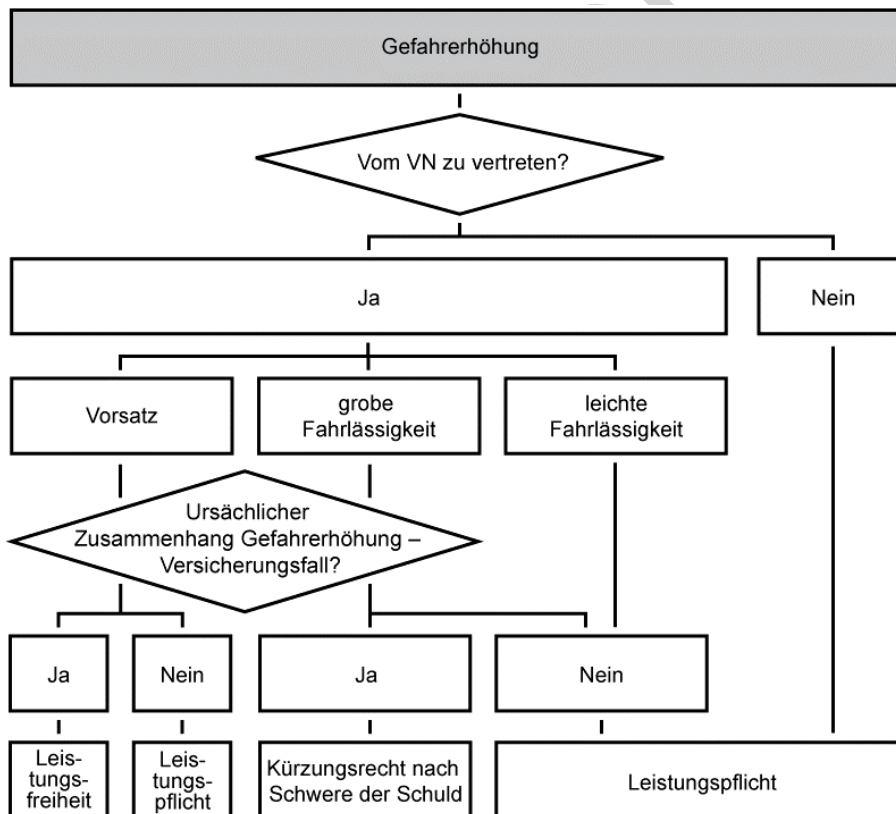 Gefahrerhöhung
Vom VN zu vertreten?
Ja
Nein
Vorsatz
grobe
Fahrlässigkeit
leichte
Fahrlässigkeit
Ursächlicher
Zusammenhang Gefahrerhöhung –
Versicherungsfall?
Ja
Nein
Ja
Nein
Leis-
tungs-
freiheit
Leis-
tungs-
pflicht
Kürzungsrecht nach
Schwere der Schuld
Leistungspflicht